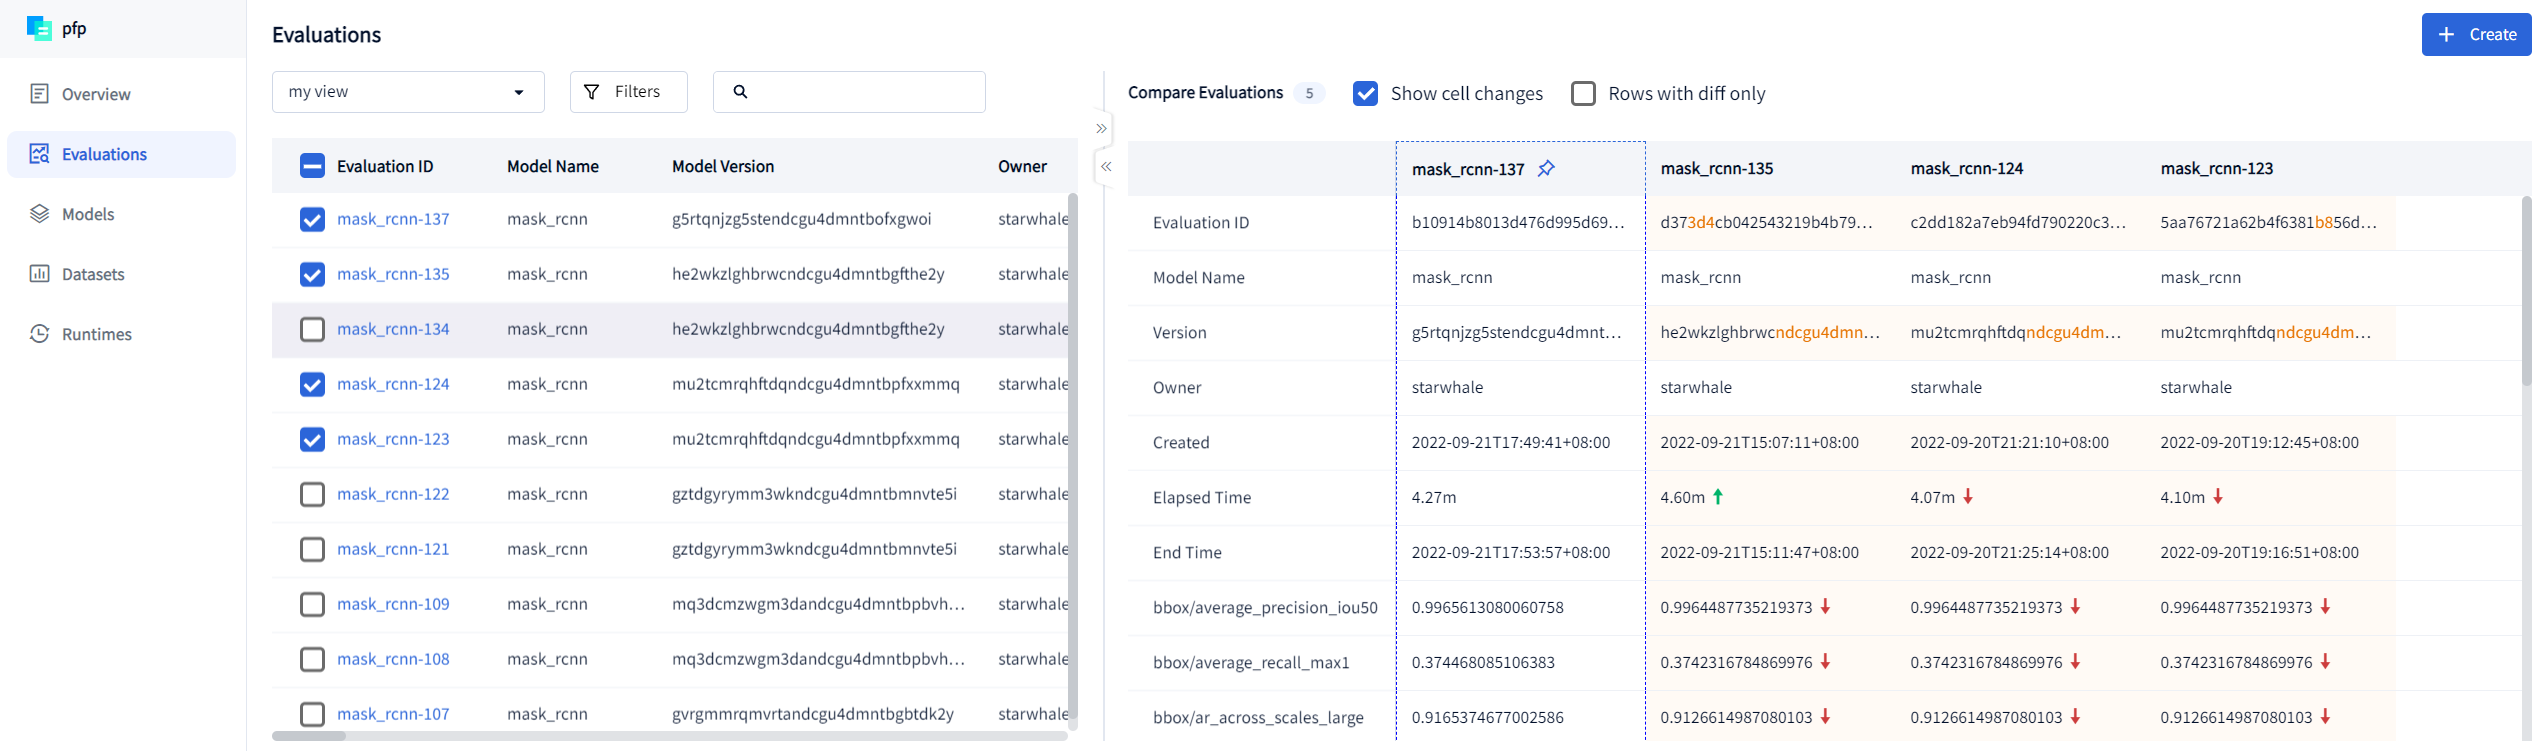 pfp
Overview
Evaluations
Models
Datasets
Runtimes
Evaluations
Create
my view
Filters
Compare Evaluations 5 Show cell changes Rows with diff only
Evaluation ID Model Name Model Version Owner
mask_rcnn-137 mask_rcnn g5rtqnjzg5stendcgu4dmntbofxgwoi starwhale
mask_rcnn-135 mask_rcnn he2wkzlghbrwcndcgu4dmntbgfthe2y starwhale
mask_rcnn-134 mask_rcnn he2wkzlghbrwcndcgu4dmntbgfthe2y starwhale
mask_rcnn-124 mask_rcnn mu2tcmrqhftdqndcgu4dmntbpfxxmmq starwhale
mask_rcnn-123 mask_rcnn mu2tcmrqhftdqndcgu4dmntbpfxxmmq starwhale
mask_rcnn-122 mask_rcnn gztdgyrymm3wkndcgu4dmntbmnvte5i starwhale
mask_rcnn-121 mask_rcnn gztdgyrymm3wkndcgu4dmntbmnvte5i starwhale
mask_rcnn-109 mask_rcnn mq3dcmzwgm3dandcgu4dmntbpbvh... starwhale
mask_rcnn-108 mask_rcnn mq3dcmzwgm3dandcgu4dmntbpbvh... starwhale
mask_rcnn-107 mask_rcnn gvrgmmrqmvrtandcgu4dmntbgbtdk2y starwhale
mask_rcnn-137 mask_rcnn-135 mask_rcnn-124 mask_rcnn-123
Evaluation ID b10914b8013d476d995d69... d373d4cb042543219b4b79... c2dd182a7eb94fd790220c3... 5aa76721a62b4f6381b856d...
Model Name mask_rcnn mask_rcnn mask_rcnn mask_rcnn
Version g5rtqnjzg5stendcgu4dmnt... he2wkzlghbrwcndcgu4dmn... mu2tcmrqhftdqndcgu4dm... mu2tcmrqhftdqndcgu4dm...
Owner starwhale starwhale starwhale starwhale
Created 2022-09-21T17:49:41+08:00 2022-09-21T15:07:11+08:00 2022-09-20T21:21:10+08:00 2022-09-20T19:12:45+08:00
Elapsed Time 4.27m 4.60m 4.07m 4.10m
End Time 2022-09-21T17:53:57+08:00 2022-09-21T15:11:47+08:00 2022-09-20T21:25:14+08:00 2022-09-20T19:16:51+08:00
bbox/average_precision_iou50 0.9965613080060758 0.9964487735219373 0.9964487735219373 0.9964487735219373
bbox/average_recall_max1 0.374468085106383 0.3742316784869976 0.3742316784869976 0.3742316784869976
bbox/ar_across_scales_large 0.9165374677002586 0.9126614987080103 0.9126614987080103 0.9126614987080103